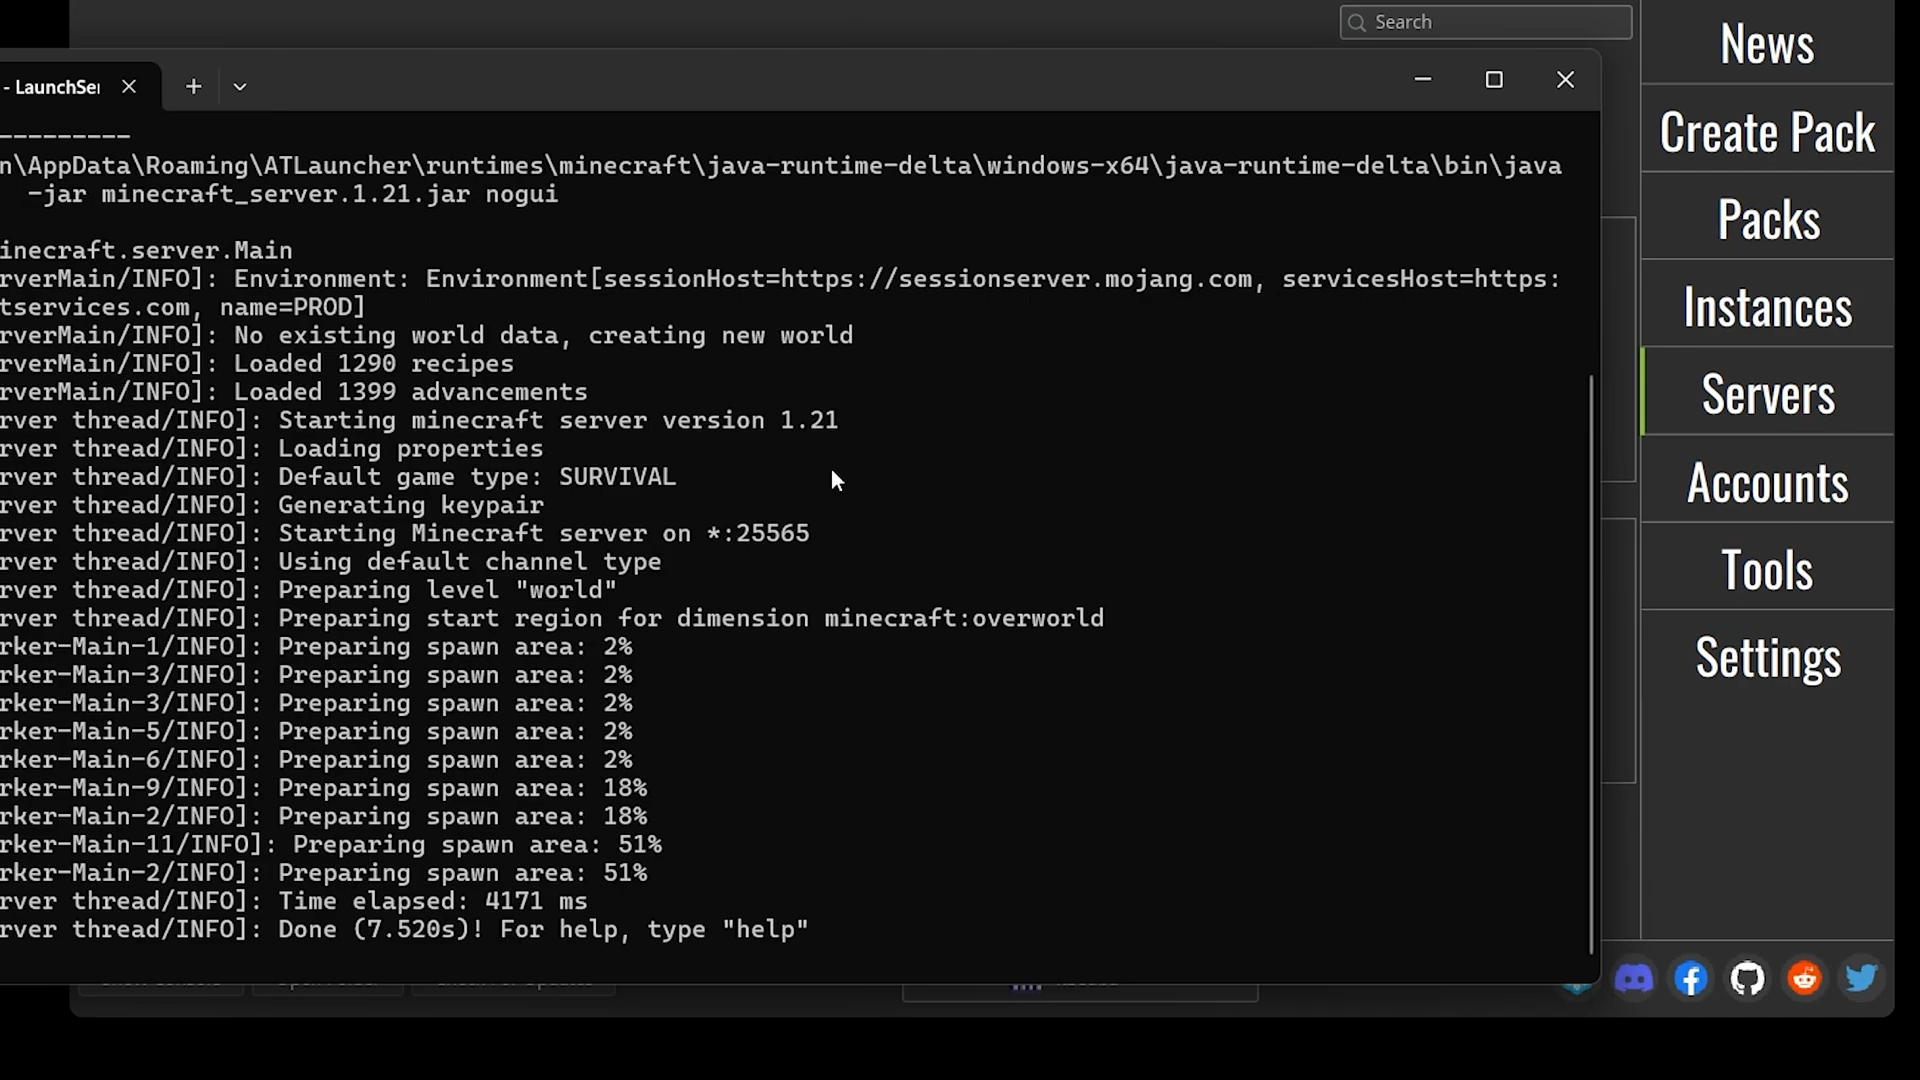 Search
News
- LaunchSer
Create Pack
---------
n\AppData\Roaming\ATLauncher\runtimes\minecraft\java-runtime-delta\windows-x64\java-runtime-delta\bin\java
-jar minecraft_server.1.21.jar nogui
Packs
inecraft.server.Main
rverMain/INFO]: Environment: Environment[sessionHost=https://sessionserver.mojang.com, servicesHost=https:
tservices.com, name=PROD]
Instances
rverMain/INFO]: No existing world data, creating new world
rverMain/INFO]: Loaded 1290 recipes
rverMain/INFO]: Loaded 1399 advancements
Servers
rver thread/INFO]: Starting minecraft server version 1.21
rver thread/INFO]: Loading properties
rver thread/INFO]: Default game type: SURVIVAL
Accounts
rver thread/INFO]: Generating keypair
rver thread/INFO]: Starting Minecraft server on *:25565
rver thread/INFO]: Using default channel type
Tools
rver thread/INFO]: Preparing level "world"
rver thread/INFO]: Preparing start region for dimension minecraft:overworld
rker-Main-1/INFO]: Preparing spawn area: 2%
Settings
rker-Main-3/INFO]: Preparing spawn area: 2%
rker-Main-3/INFO]: Preparing spawn area: 2%
rker-Main-5/INFO]: Preparing spawn area: 2%
rker-Main-6/INFO]: Preparing spawn area: 2%
rker-Main-9/INFO]: Preparing spawn area: 18%
rker-Main-2/INFO]: Preparing spawn area: 18%
rker-Main-11/INFO]: Preparing spawn area: 51%
rker-Main-2/INFO]: Preparing spawn area: 51%
rver thread/INFO]: Time elapsed: 4171 ms
rver thread/INFO]: Done (7.520s)! For help, type "help"